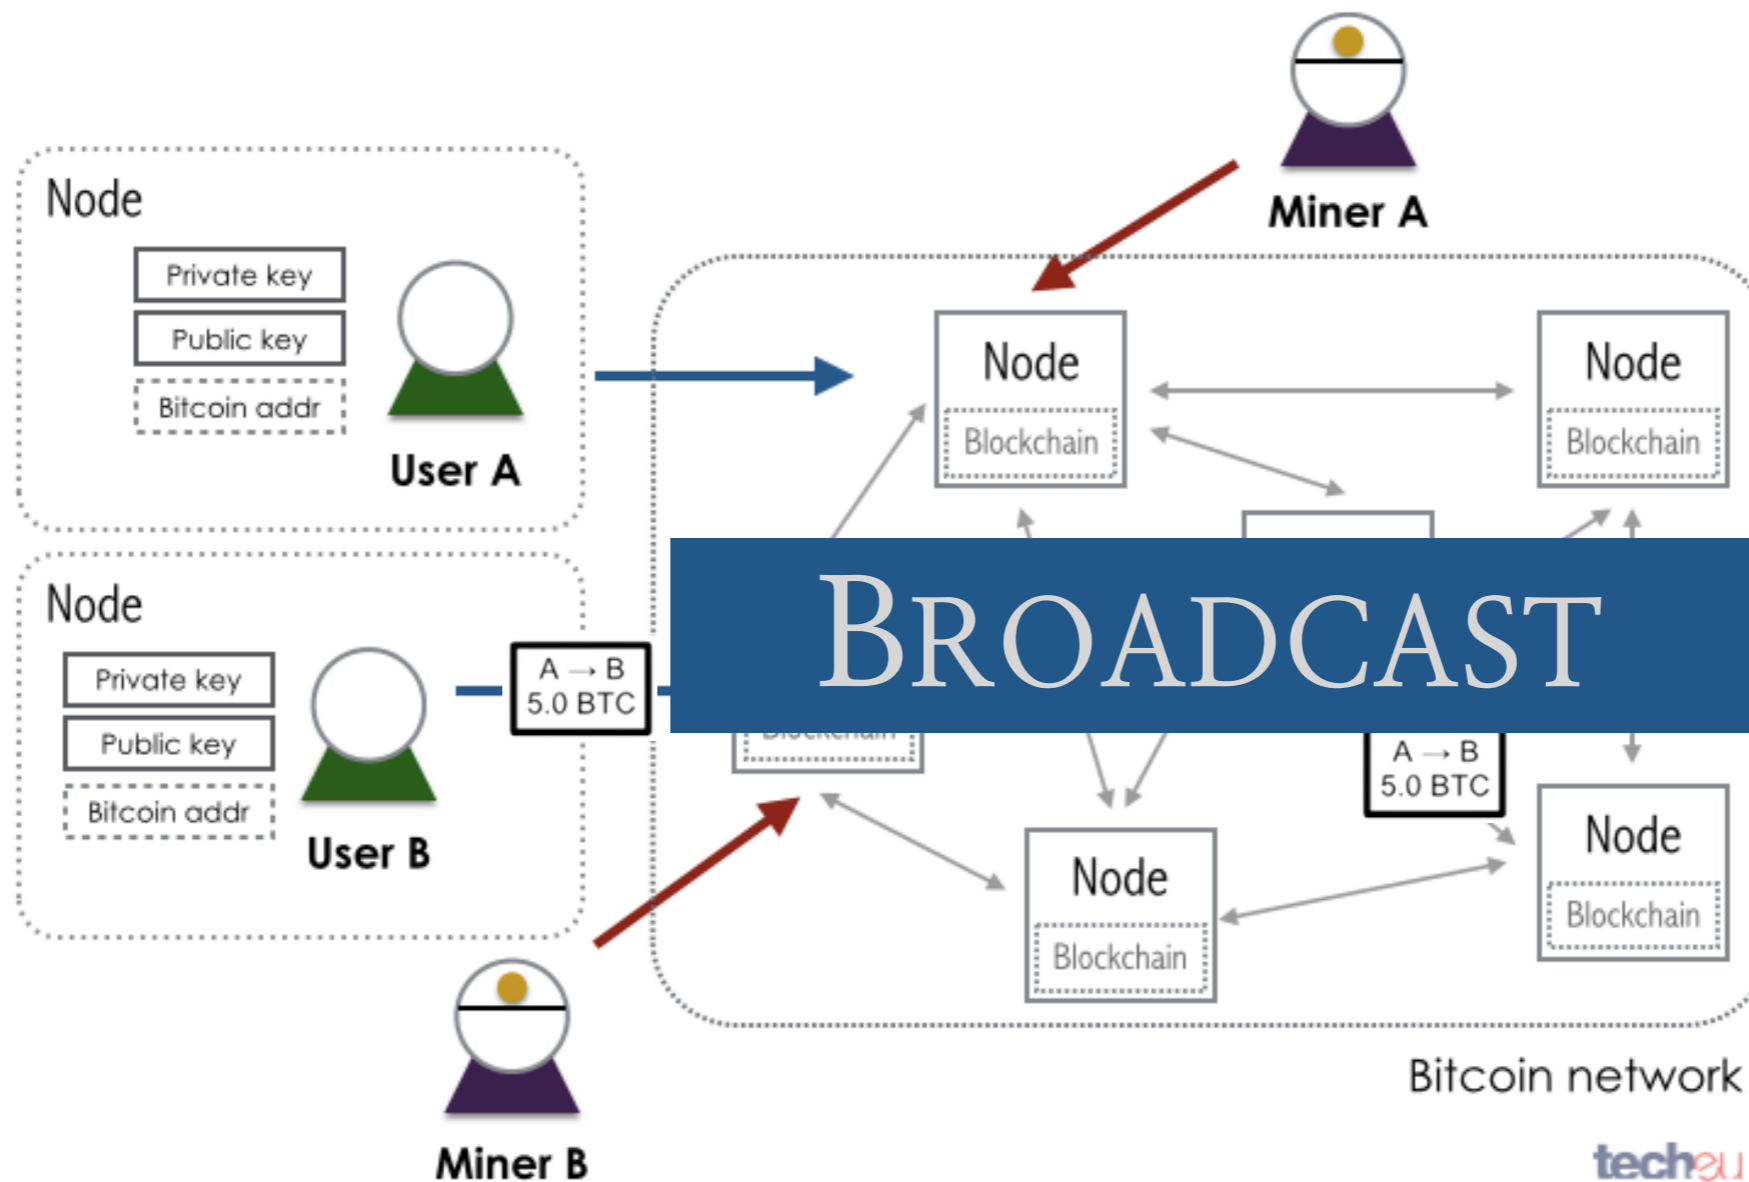 Miner A
Node
Private key
Public key
Bitcoin addr
User A
Node
Blockchain
Node
Blockchain
Node
Private key
Public key
Bitcoin addr
User B
A → B
5.0 BTC
BROADCAST
Blockchain
A → B
5.0 BTC
Node
Blockchain
Node
Blockchain
Miner B
Bitcoin network
techeu